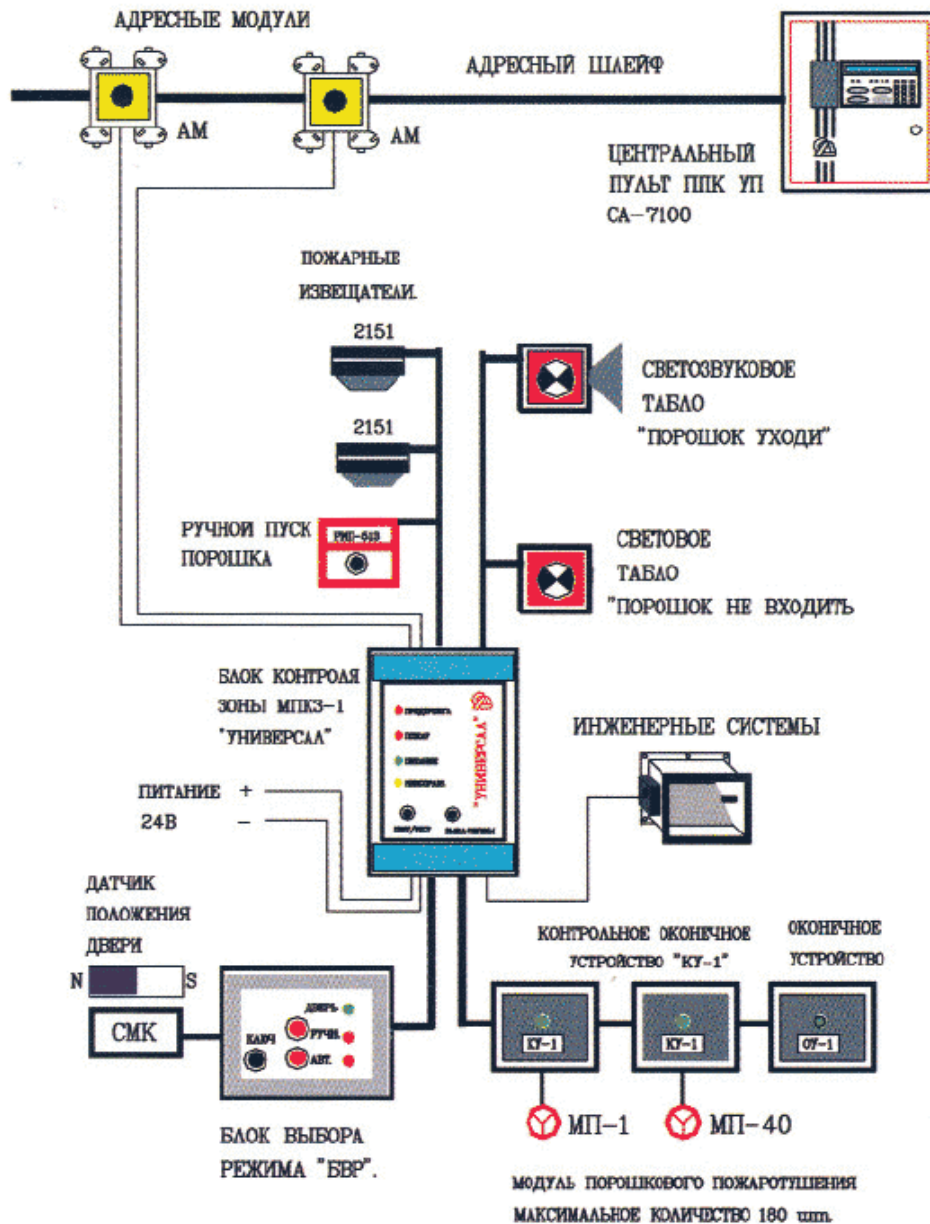 АДРЕСНЫЕ МОДУЛИ
АДРЕСНЫЙ ШЛЕЙФ
АМ
АМ
ЦЕНТРАЛЬНЫЙ
ПУЛЬТ ППК УП
СА-7100
ПОЖАРНЫЕ
ИЗВЕЩАТЕЛИ.
2151
2151
СВЕТОЗВУКОВОЕ
ТАБЛО
"ПОРОШОК УХОДИ"
РУЧНОЙ ПУСК
ПОРОШКА
СВЕТОВОЕ
ТАБЛО
"ПОРОШОК НЕ ВХОДИТЬ
БЛОК КОНТРОЛЯ
ЗОНЫ МПКЗ-1
"УНИВЕРСАЛ"
ПОЖАР
ПИТАНИЕ
"УНИВЕРСАЛ"
ИНЖЕНЕРНЫЕ СИСТЕМЫ
ПИТАНИЕ +
24В −
ДАТЧИК
ПОЛОЖЕНИЯ
ДВЕРИ
N S
СМК
КЛЮЧ
ДВЕРЬ
РУЧН.
АВТ.
БЛОК ВЫБОРА
РЕЖИМА "БВР".
КОНТРОЛЬНОЕ ОКОНЕЧНОЕ
УСТРОЙСТВО "КУ-1"
ОКОНЕЧНОЕ
УСТРОЙСТВО
КУ-1
КУ-1
ОУ-1
МП-1
МП-40
МОДУЛЬ ПОРОШКОВОГО ПОЖАРОТУШЕНИЯ
МАКСИМАЛЬНОЕ КОЛИЧЕСТВО 180 шт.